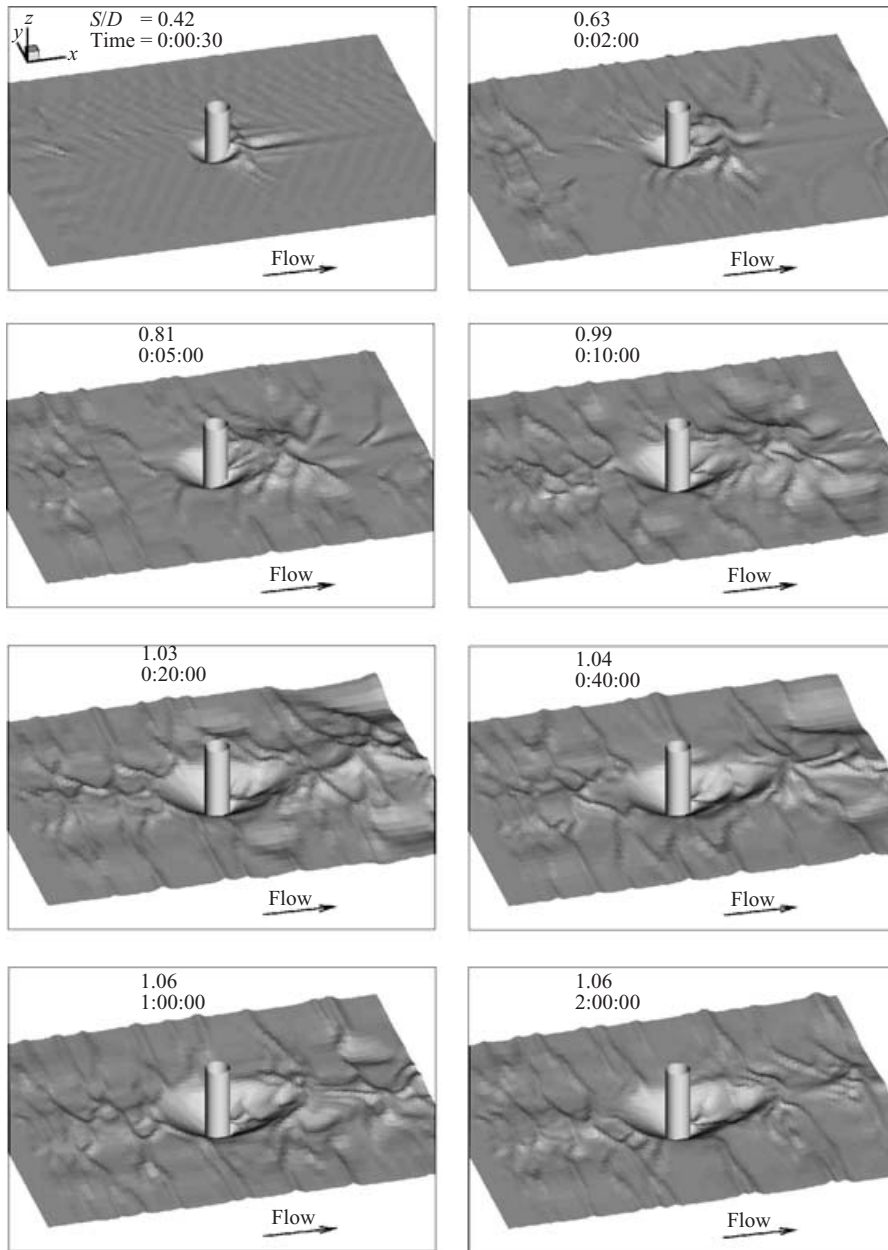 z
y
x
S/D = 0.42
Time = 0:00:30
Flow
0.63
0:02:00
Flow
0.81
0:05:00
Flow
0.99
0:10:00
Flow
1.03
0:20:00
Flow
1.04
0:40:00
Flow
1.06
1:00:00
Flow
1.06
2:00:00
Flow